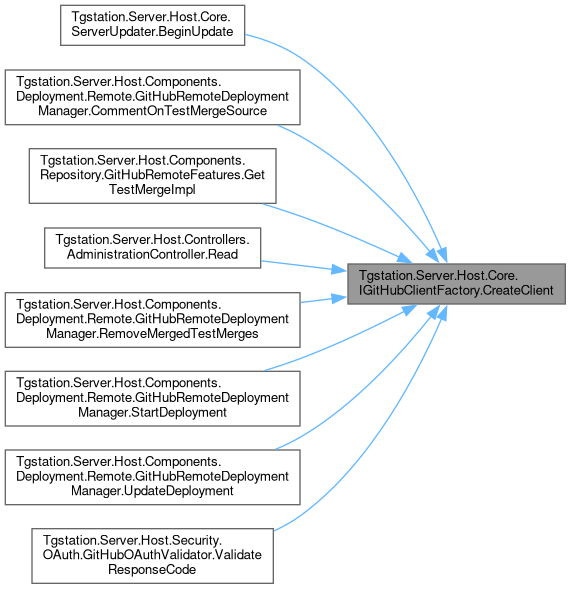 Tgstation.Server.Host.Core.
ServerUpdater.BeginUpdate
Tgstation.Server.Host.Components.
Deployment.Remote.GitHubRemoteDeployment
Manager.CommentOnTestMergeSource
Tgstation.Server.Host.Components.
Repository.GitHubRemoteFeatures.Get
TestMergeImpl
Tgstation.Server.Host.Controllers.
AdministrationController.Read
Tgstation.Server.Host.Core.
IGitHubClientFactory.CreateClient
Tgstation.Server.Host.Components.
Deployment.Remote.GitHubRemoteDeployment
Manager.RemoveMergedTestMerges
Tgstation.Server.Host.Components.
Deployment.Remote.GitHubRemoteDeployment
Manager.StartDeployment
Tgstation.Server.Host.Components.
Deployment.Remote.GitHubRemoteDeployment
Manager.UpdateDeployment
Tgstation.Server.Host.Security.
OAuth.GitHubOAuthValidator.Validate
ResponseCode